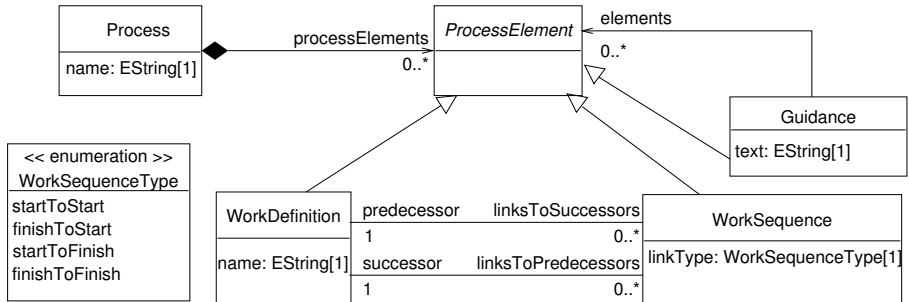 Process
name: EString[1]
processElements
0..*
ProcessElement
elements
0..*
Guidance
text: EString[1]
<< enumeration >>
WorkSequenceType
startToStart
finishToStart
startToFinish
finishToFinish
WorkDefinition
name: EString[1]
predecessor linksToSuccessors
1 0..*
successor linksToPredecessors
1 0..*
WorkSequence
linkType: WorkSequenceType[1]